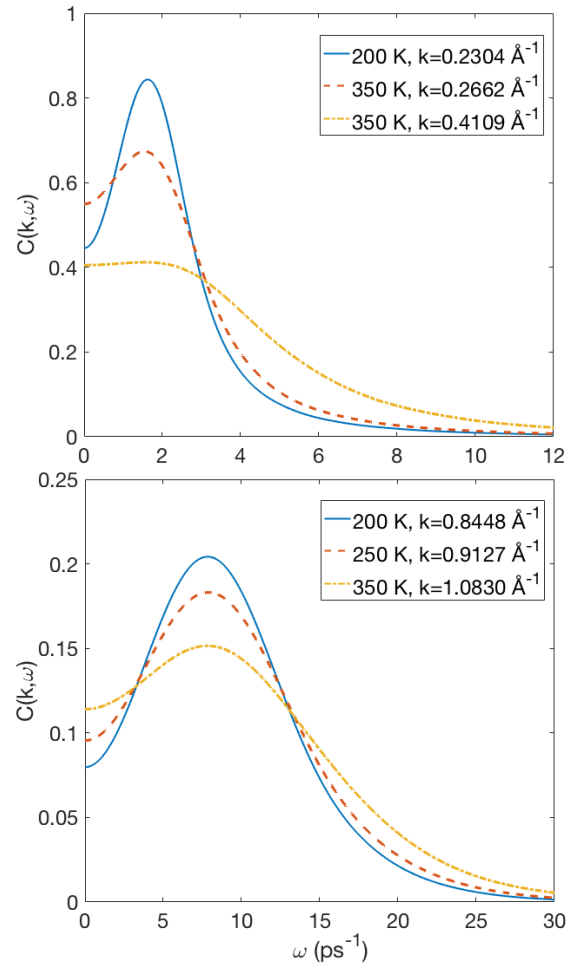 1
0.8
0.6
0.4
0.2
0
C(k,ω)
200 K, k=0.2304 Å⁻¹
350 K, k=0.2662 Å⁻¹
350 K, k=0.4109 Å⁻¹
0 2 4 6 8 10 12
0.25
0.20
0.15
0.10
0.05
0
C(k,ω)
200 K, k=0.8448 Å⁻¹
250 K, k=0.9127 Å⁻¹
350 K, k=1.0830 Å⁻¹
0 5 10 15 20 25 30
ω (ps⁻¹)